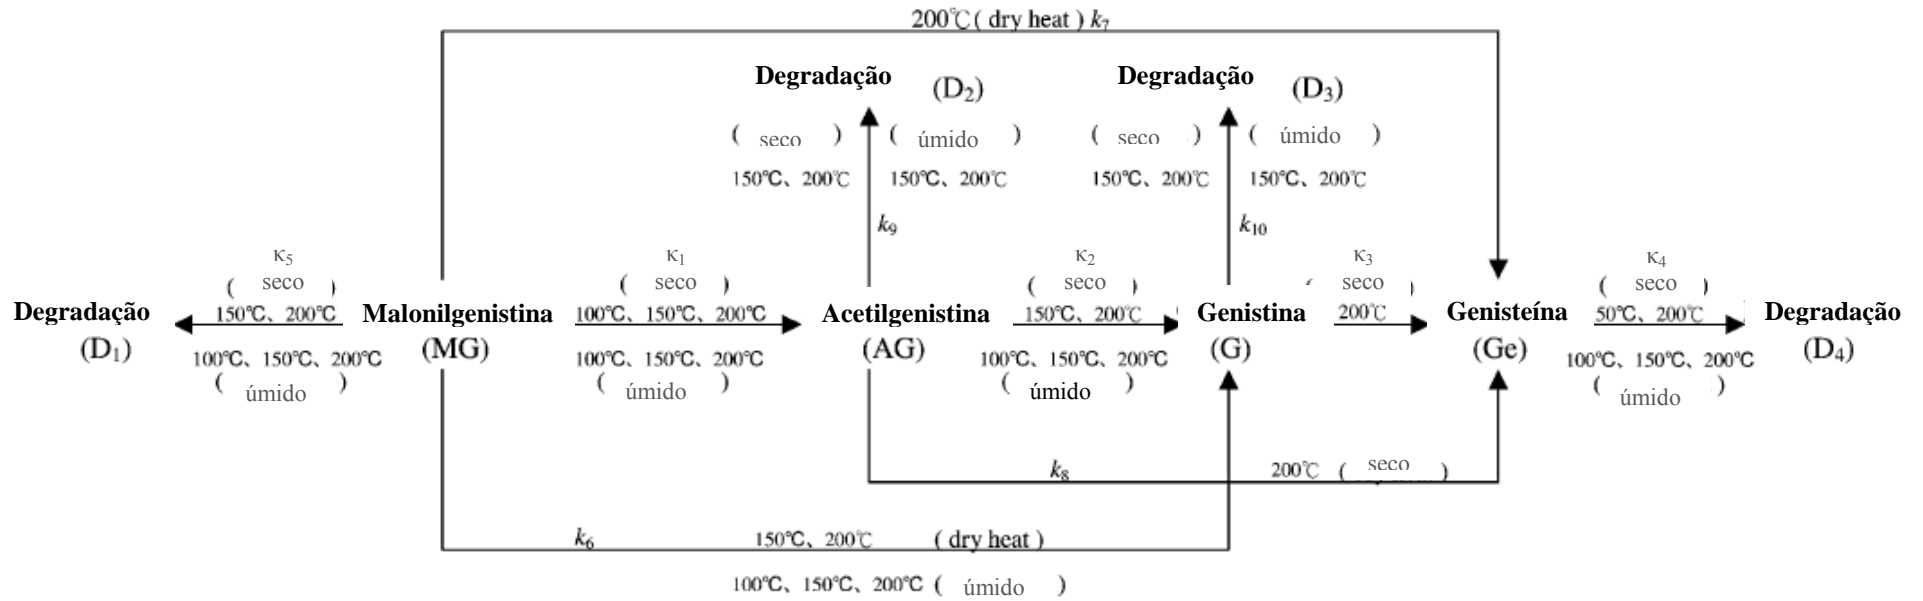 200℃ ( dry heat ) k7
Degradação (D2)
( seco ) ( úmido )
150℃、200℃ 150℃、200℃
k9
Degradação (D3)
( seco ) ( úmido )
150℃、200℃ 150℃、200℃
k10
κ5
( seco )
150℃、200℃
100℃、150℃、200℃
( úmido )
Degradação
(D1)
Malonilgenistina
(MG)
κ1
( seco )
100℃、150℃、200℃
100℃、150℃、200℃
( úmido )
Acetilgenistina
(AG)
κ2
( seco )
150℃、200℃
100℃、150℃、200℃
( úmido )
Genistina
(G)
κ3
seco )
200℃
Genisteína
(Ge)
κ4
( seco )
50℃、200℃
100℃、150℃、200℃
( úmido )
Degradação
(D4)
k8 200℃ ( seco )
k6 150℃、200℃ ( dry heat )
100℃、150℃、200℃ ( úmido )